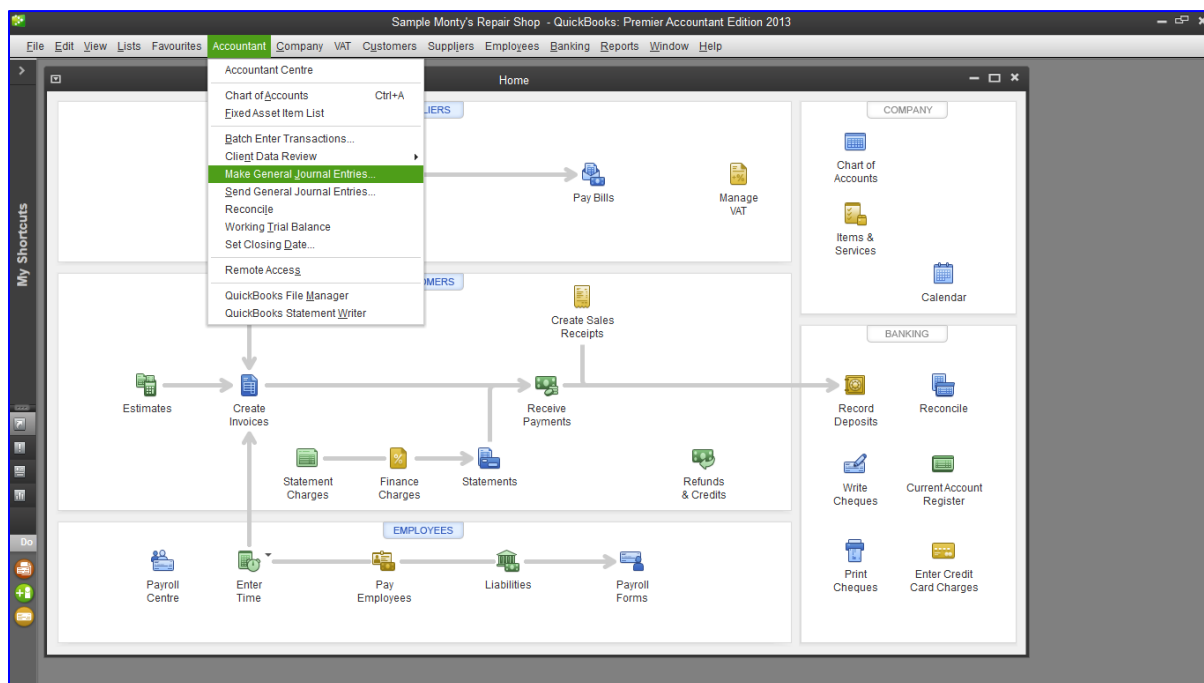 Sample Monty's Repair Shop - QuickBooks: Premier Accountant Edition 2013
File Edit View Lists Favourites Accountant Company VAT Customers Suppliers Employees Banking Reports Window Help
Home
Accountant Centre
Chart of Accounts Ctrl+A
Fixed Asset Item List
Batch Enter Transactions...
Client Data Review
Make General Journal Entries...
Send General Journal Entries...
Reconcile
Working Trial Balance
Set Closing Date...
Remote Access
QuickBooks File Manager
QuickBooks Statement Writer
My Shortcuts
Do
LIERS
Pay Bills
Manage
VAT
OMERS
Create Sales
Receipts
Estimates
Create
Invoices
Receive
Payments
Statement
Charges
Finance
Charges
Statements
Refunds
& Credits
EMPLOYEES
Payroll
Centre
Enter
Time
Pay
Employees
Liabilities
Payroll
Forms
COMPANY
Chart of
Accounts
Items &
Services
Calendar
BANKING
Record
Deposits
Reconcile
Write
Cheques
Current Account
Register
Print
Cheques
Enter Credit
Card Charges